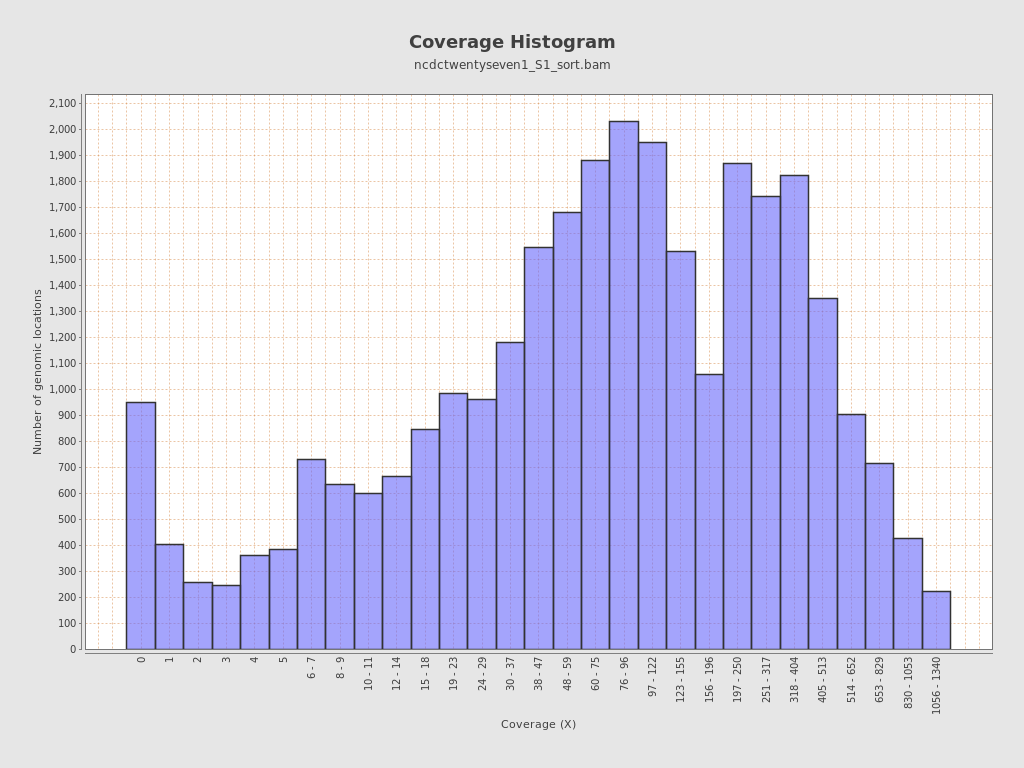 Coverage Histogram
ncdctwentyseven1_S1_sort.bam
Number of genomic locations
2,100
2,000
1,900
1,800
1,700
1,600
1,500
1,400
1,300
1,200
1,100
1,000
900
800
700
600
500
400
300
200
100
0
0
1
2
3
4
5
6 - 7
8 - 9
10 - 11
12 - 14
15 - 18
19 - 23
24 - 29
30 - 37
38 - 47
48 - 59
60 - 75
76 - 96
97 - 122
123 - 155
156 - 196
197 - 250
251 - 317
318 - 404
405 - 513
514 - 652
653 - 829
830 - 1053
1056 - 1340
Coverage (X)